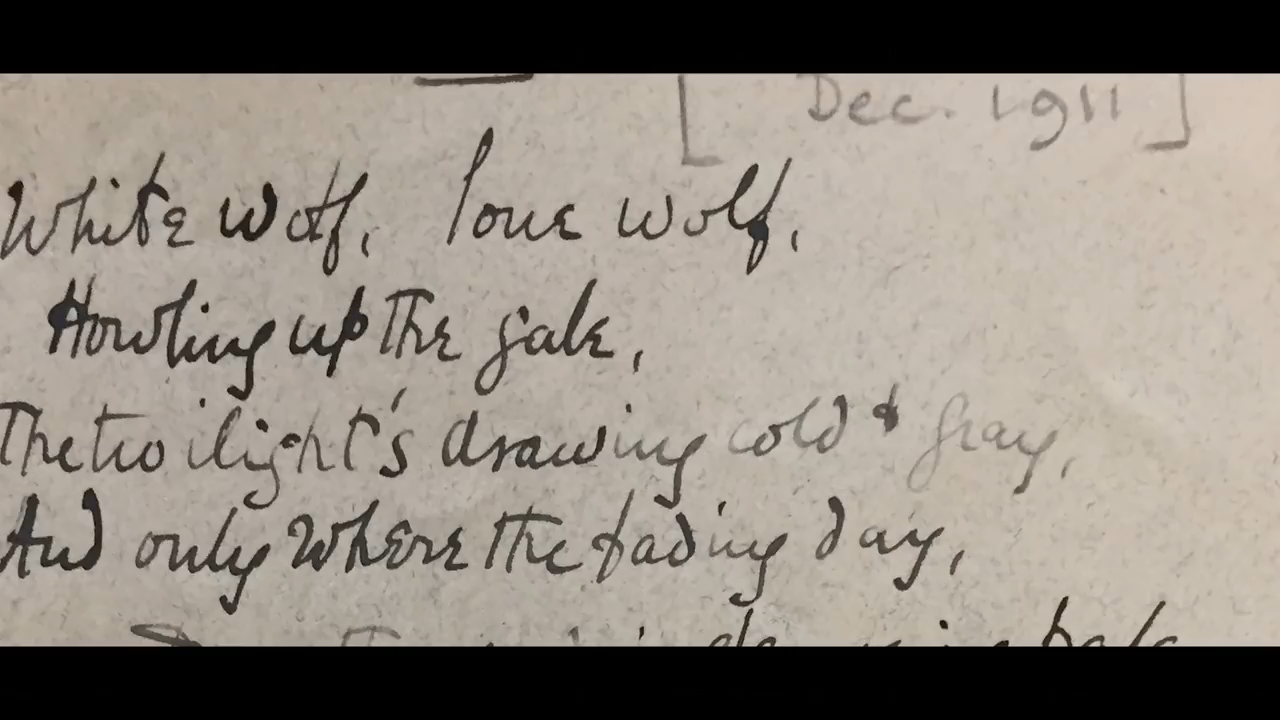 [Dec. 1911]
White wolf, lone wolf,
Howling up the gale,
The twilight's drawing cold & gray,
And only where the fading day,